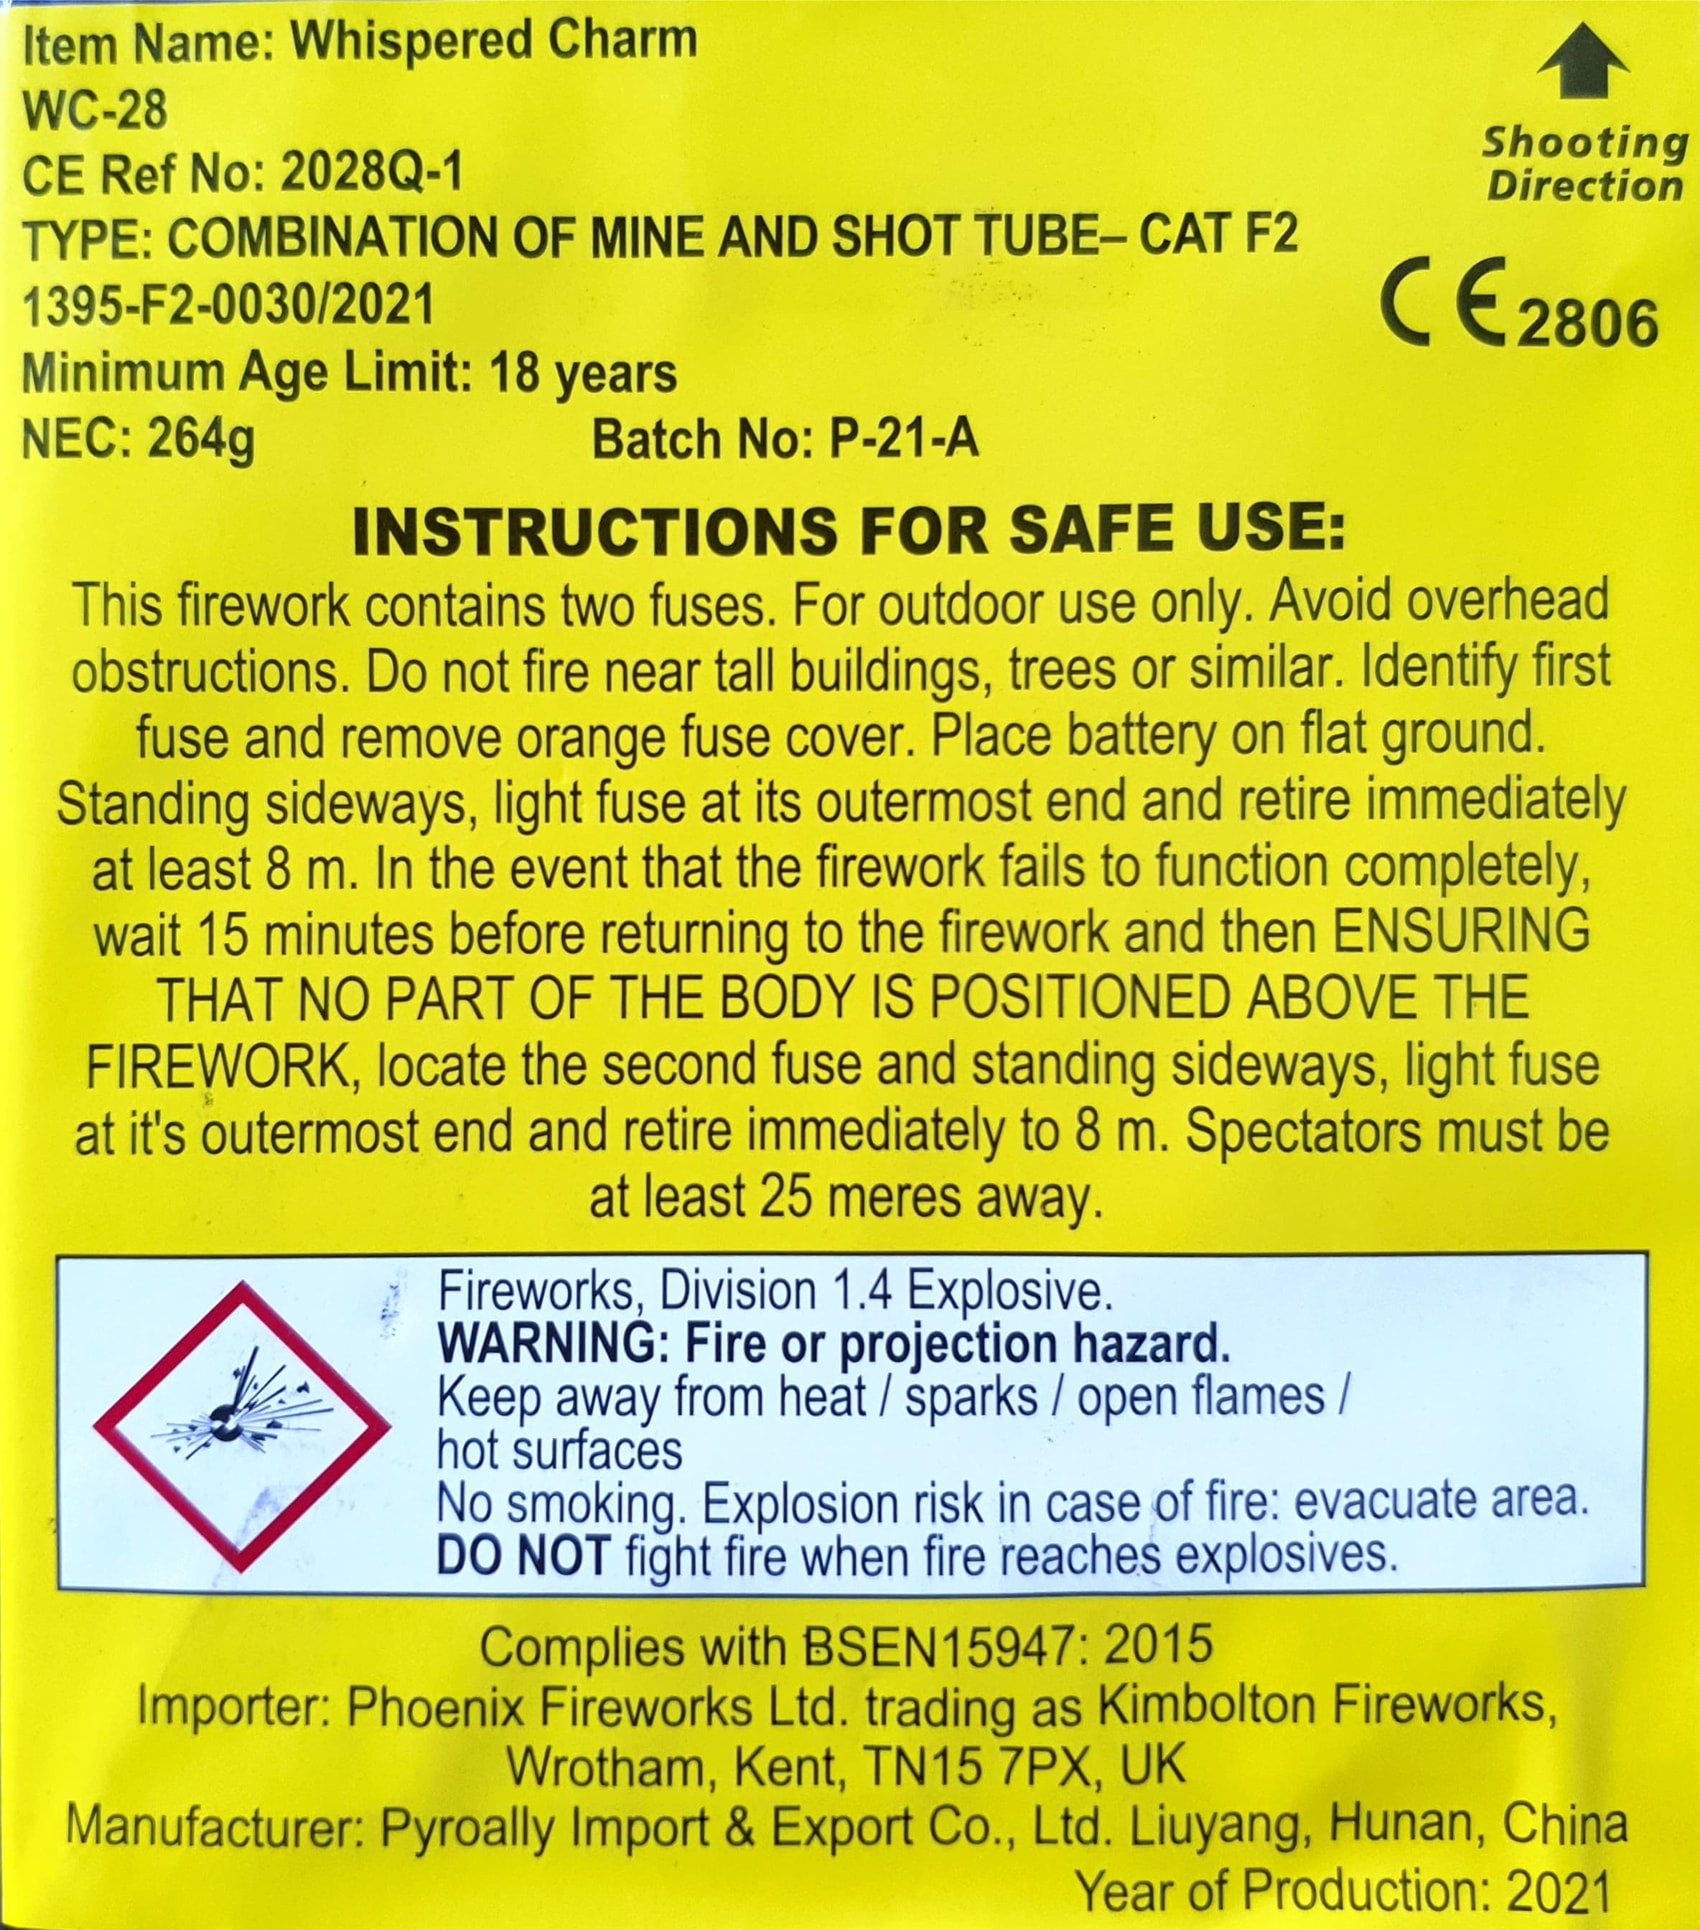 Item Name: Whispered Charm
WC-28
CE Ref No: 2028Q-1
TYPE: COMBINATION OF MINE AND SHOT TUBE– CAT F2
1395-F2-0030/2021
Minimum Age Limit: 18 years
NEC: 264g Batch No: P-21-A
Shooting
Direction
CE 2806
INSTRUCTIONS FOR SAFE USE:
This firework contains two fuses. For outdoor use only. Avoid overhead
obstructions. Do not fire near tall buildings, trees or similar. Identify first
fuse and remove orange fuse cover. Place battery on flat ground.
Standing sideways, light fuse at its outermost end and retire immediately
at least 8 m. In the event that the firework fails to function completely,
wait 15 minutes before returning to the firework and then ENSURING
THAT NO PART OF THE BODY IS POSITIONED ABOVE THE
FIREWORK, locate the second fuse and standing sideways, light fuse
at it's outermost end and retire immediately to 8 m. Spectators must be
at least 25 meres away.
Fireworks, Division 1.4 Explosive.
WARNING: Fire or projection hazard.
Keep away from heat / sparks / open flames /
hot surfaces
No smoking. Explosion risk in case of fire: evacuate area.
DO NOT fight fire when fire reaches explosives.
Complies with BSEN15947: 2015
Importer: Phoenix Fireworks Ltd. trading as Kimbolton Fireworks,
Wrotham, Kent, TN15 7PX, UK
Manufacturer: Pyroally Import & Export Co., Ltd. Liuyang, Hunan, China
Year of Production: 2021